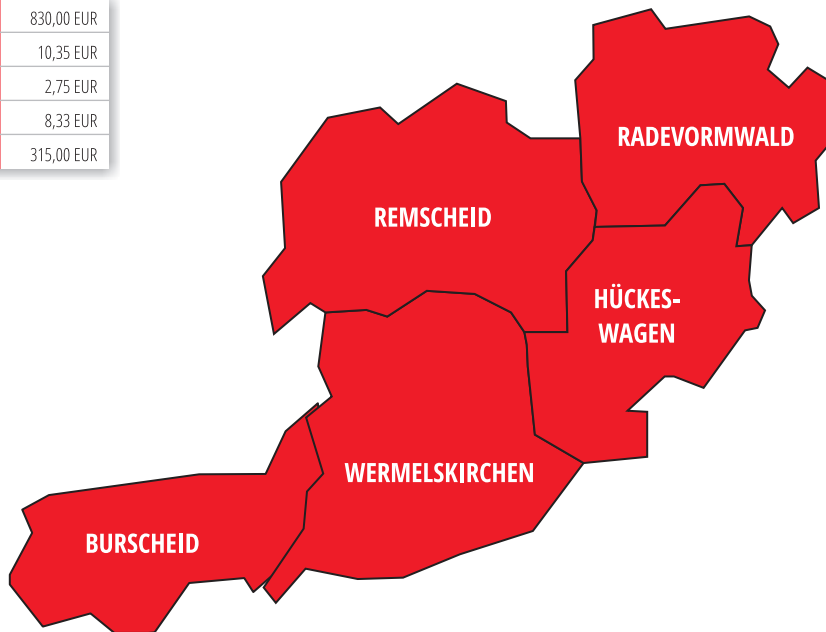 830,00 EUR
10,35 EUR
2,75 EUR
8,33 EUR
315,00 EUR
RADEVORMWALD
REMSCHEID
HÜCKES-
WAGEN
WERMELSKIRCHEN
BURSCHEID